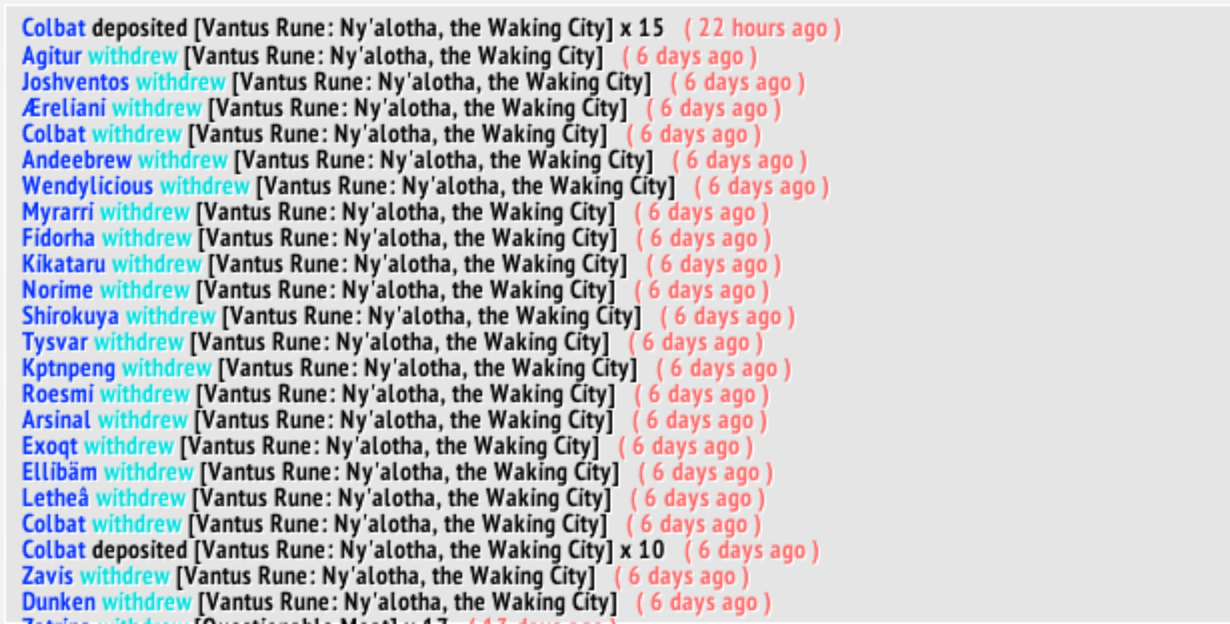 Colbat deposited [Vantus Rune: Ny'alotha, the Waking City] x 15 ( 22 hours ago )
Agitur withdrew [Vantus Rune: Ny'alotha, the Waking City] ( 6 days ago )
Joshventos withdrew [Vantus Rune: Ny'alotha, the Waking City] ( 6 days ago )
Æreliani withdrew [Vantus Rune: Ny'alotha, the Waking City] ( 6 days ago )
Colbat withdrew [Vantus Rune: Ny'alotha, the Waking City] ( 6 days ago )
Andeebrew withdrew [Vantus Rune: Ny'alotha, the Waking City] ( 6 days ago )
Wendylicious withdrew [Vantus Rune: Ny'alotha, the Waking City] ( 6 days ago )
Myrarri withdrew [Vantus Rune: Ny'alotha, the Waking City] ( 6 days ago )
Fídorha withdrew [Vantus Rune: Ny'alotha, the Waking City] ( 6 days ago )
Kíkataru withdrew [Vantus Rune: Ny'alotha, the Waking City] ( 6 days ago )
Norime withdrew [Vantus Rune: Ny'alotha, the Waking City] ( 6 days ago )
Shirokuya withdrew [Vantus Rune: Ny'alotha, the Waking City] ( 6 days ago )
Tysvar withdrew [Vantus Rune: Ny'alotha, the Waking City] ( 6 days ago )
Kptnpeng withdrew [Vantus Rune: Ny'alotha, the Waking City] ( 6 days ago )
Roesmi withdrew [Vantus Rune: Ny'alotha, the Waking City] ( 6 days ago )
Arsinal withdrew [Vantus Rune: Ny'alotha, the Waking City] ( 6 days ago )
Exoqt withdrew [Vantus Rune: Ny'alotha, the Waking City] ( 6 days ago )
Ellíbäm withdrew [Vantus Rune: Ny'alotha, the Waking City] ( 6 days ago )
Letheâ withdrew [Vantus Rune: Ny'alotha, the Waking City] ( 6 days ago )
Colbat withdrew [Vantus Rune: Ny'alotha, the Waking City] ( 6 days ago )
Colbat deposited [Vantus Rune: Ny'alotha, the Waking City] x 10 ( 6 days ago )
Zavis withdrew [Vantus Rune: Ny'alotha, the Waking City] ( 6 days ago )
Dunken withdrew [Vantus Rune: Ny'alotha, the Waking City] ( 6 days ago )
withdrew [Questionable Meat] x 17 ( 13 days ago )